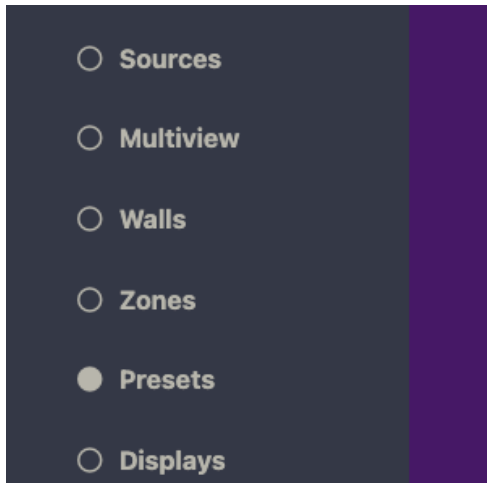 Sources
Multiview
Walls
Zones
Presets
Displays